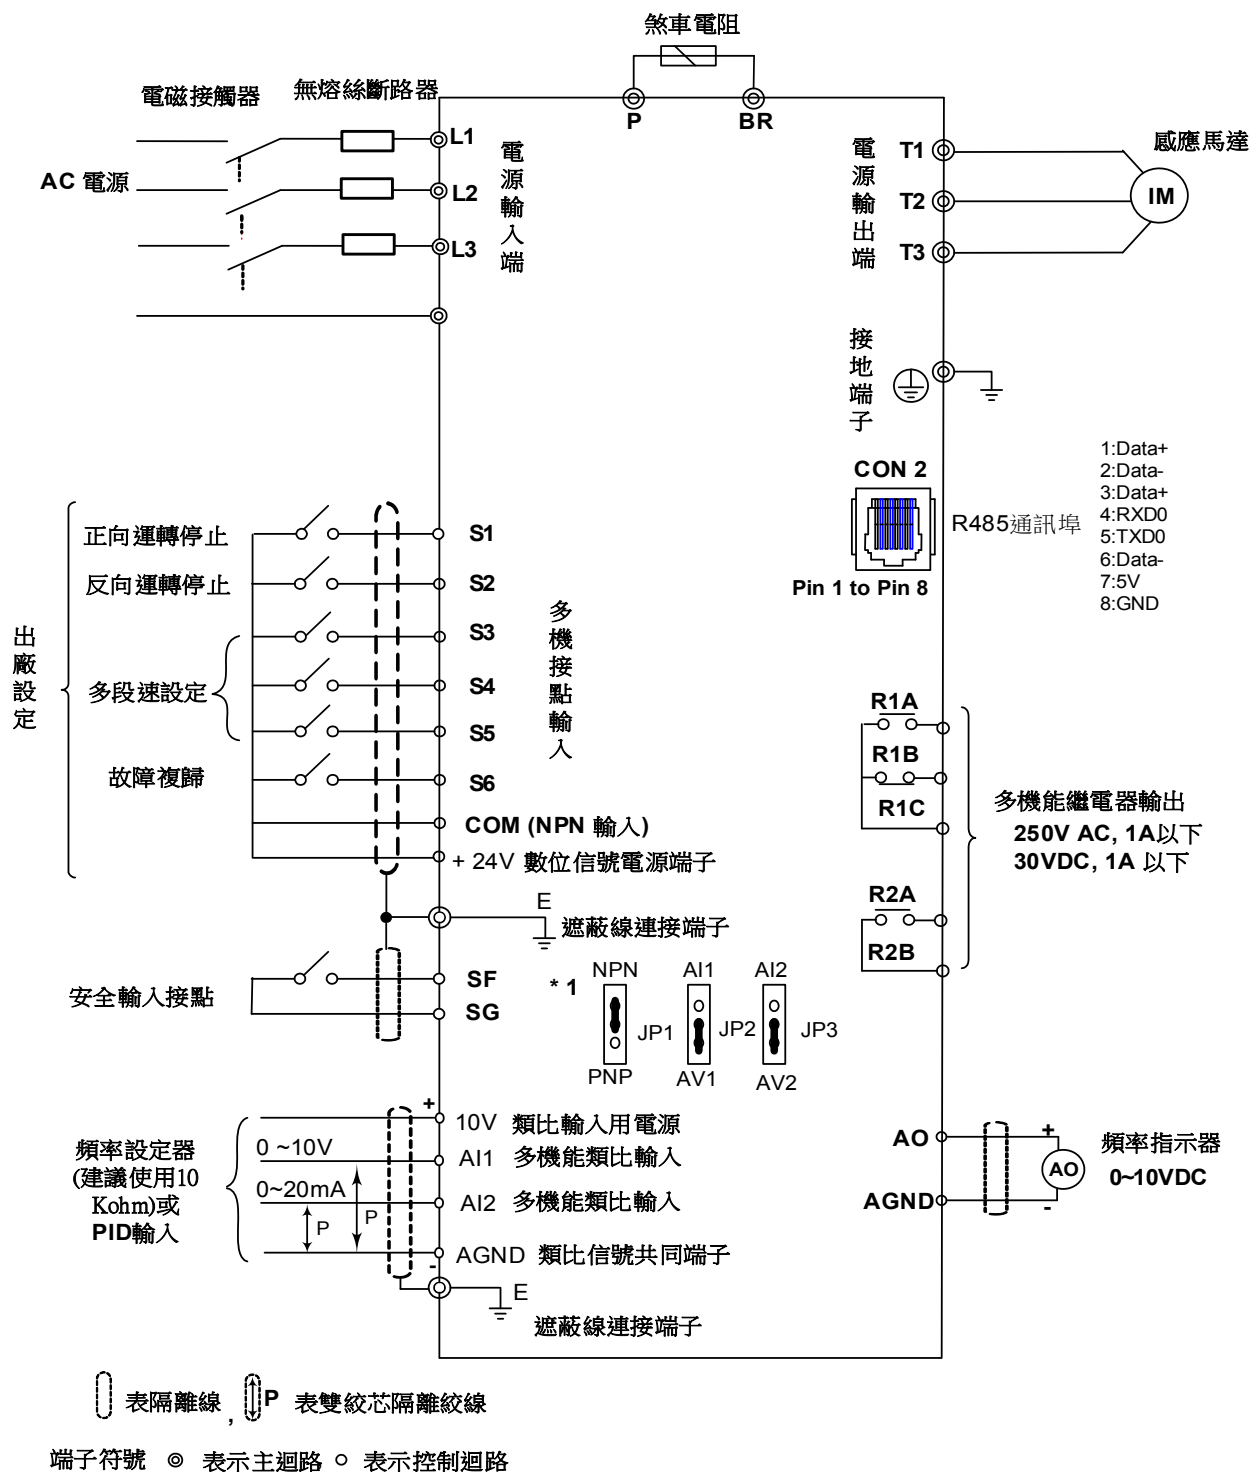 煞車電阻
電磁接觸器
無熔絲斷路器
P
BR
L1
L2
L3
AC 電源
電源輸入端
電源輸出端
T1
T2
T3
感應馬達
IM
接地端子
CON 2
Pin 1 to Pin 8
R485通訊埠
1:Data+
2:Data-
3:Data+
4:RXD0
5:TXD0
6:Data-
7:5V
8:GND
出廠設定
正向運轉停止
反向運轉停止
多段速設定
故障複歸
S1
S2
S3
S4
S5
S6
多機接點輸入
COM (NPN 輸入)
+ 24V 數位信號電源端子
E
遮蔽線連接端子
R1A
R1B
R1C
R2A
R2B
多機能繼電器輸出
250V AC, 1A以下
30VDC, 1A 以下
安全輸入接點
SF
SG
* 1
NPN
JP1
PNP
AI1
JP2
AV1
AI2
JP3
AV2
頻率設定器
(建議使用10
Kohm)或
PID輸入
0 ~10V
0~20mA
P
P
+
10V 類比輸入用電源
AI1 多機能類比輸入
AI2 多機能類比輸入
AGND 類比信號共同端子
-
E
遮蔽線連接端子
AO
AGND
+
AO
-
頻率指示器
0~10VDC
表隔離線 , P 表雙絞芯隔離絞線
端子符號 ◎ 表示主迴路 ○ 表示控制迴路